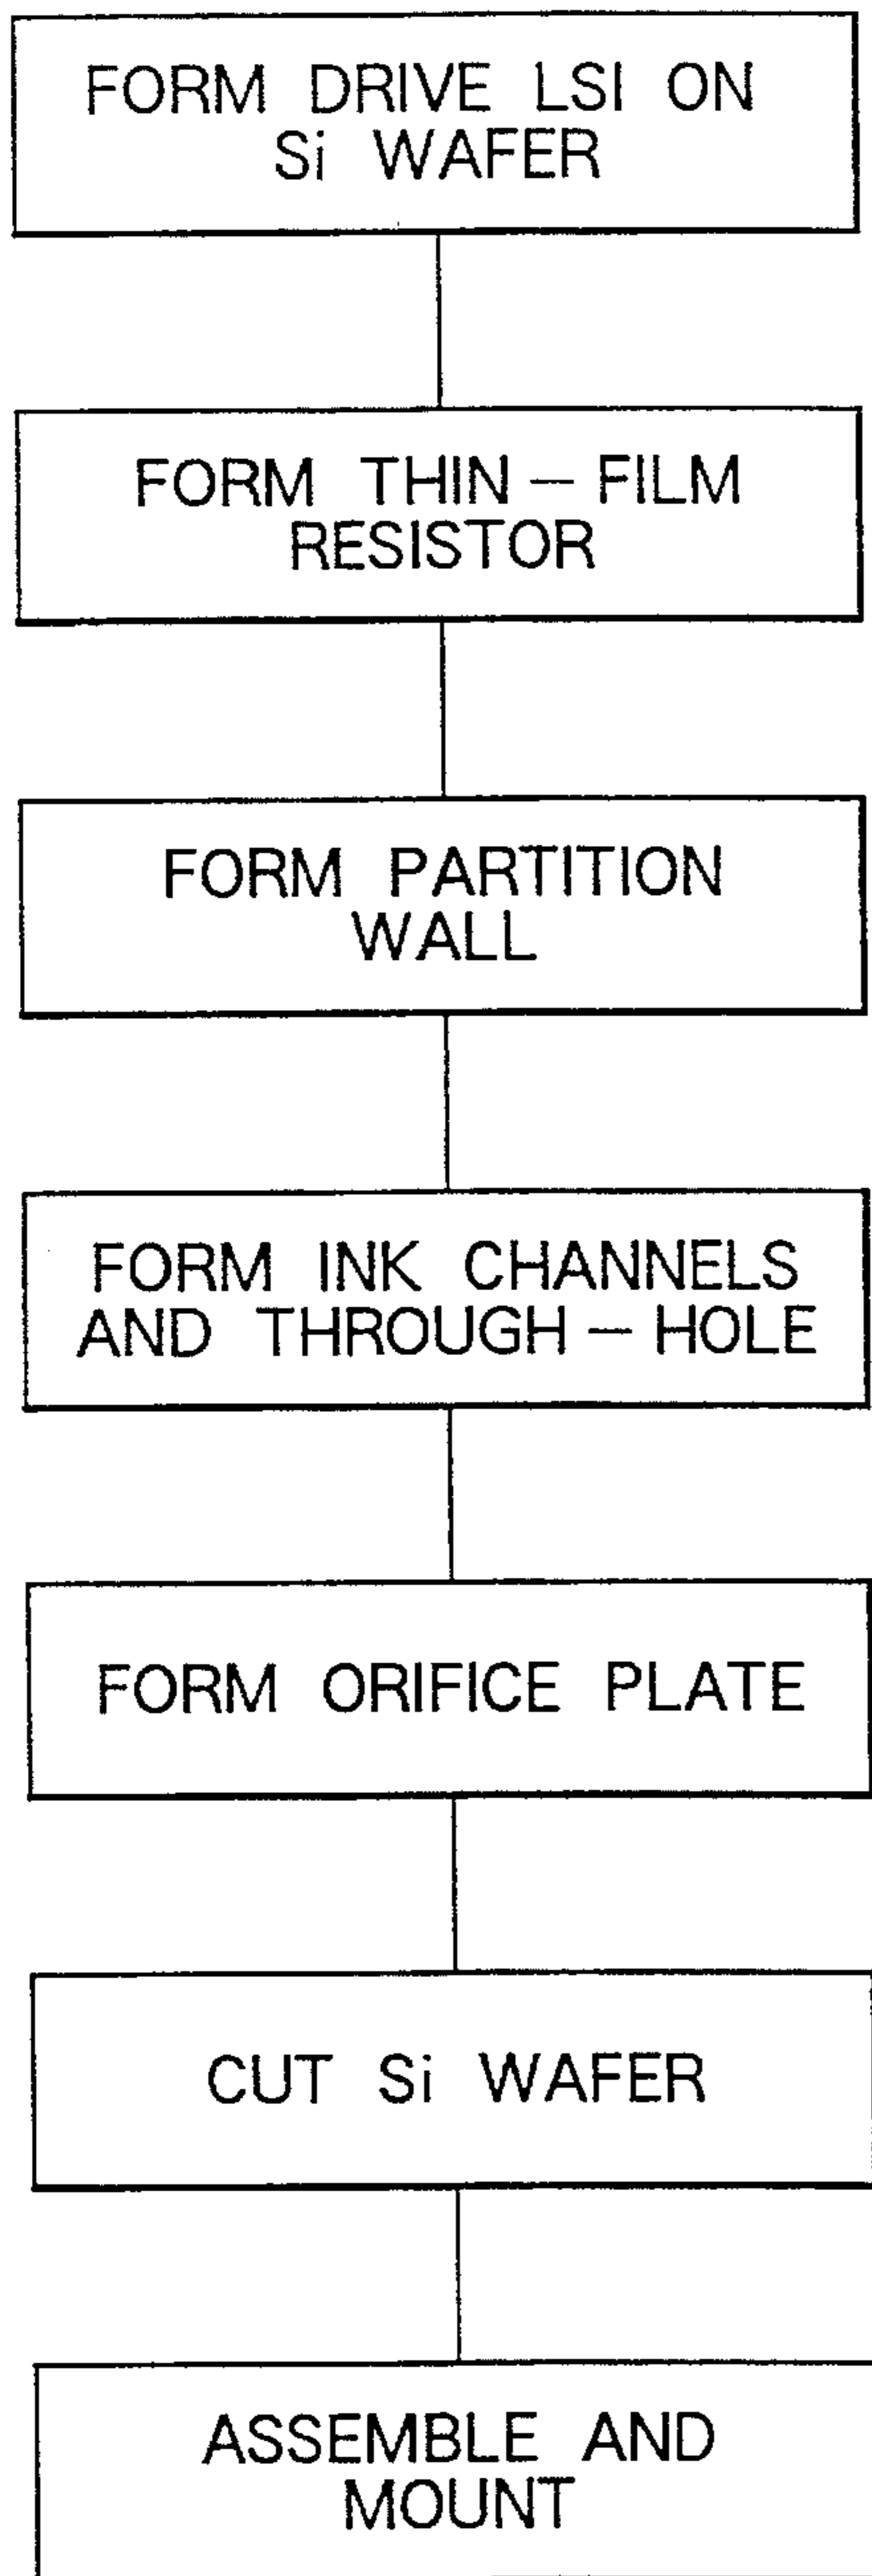 FORM DRIVE LSI ON
Si WAFER
FORM THIN – FILM
RESISTOR
FORM PARTITION
WALL
FORM INK CHANNELS
AND THROUGH – HOLE
FORM ORIFICE PLATE
CUT Si WAFER
ASSEMBLE AND
MOUNT